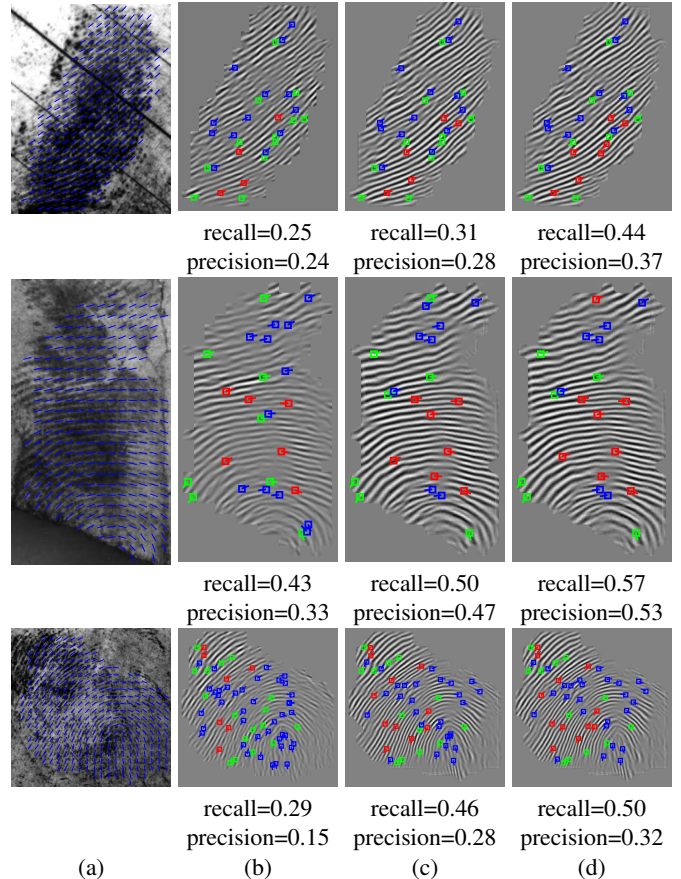 recall=0.25 recall=0.31 recall=0.44
precision=0.24 precision=0.28 precision=0.37
recall=0.43 recall=0.50 recall=0.57
precision=0.33 precision=0.47 precision=0.53
recall=0.29 recall=0.46 recall=0.50
precision=0.15 precision=0.28 precision=0.32
(a) (b) (c) (d)